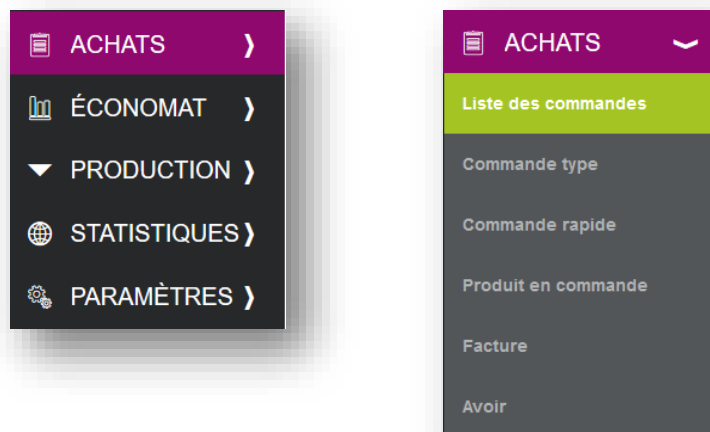 ACHATS
ÉCONOMAT
PRODUCTION
STATISTIQUES
PARAMÈTRES
ACHATS
Liste des commandes
Commande type
Commande rapide
Produit en commande
Facture
Avoir